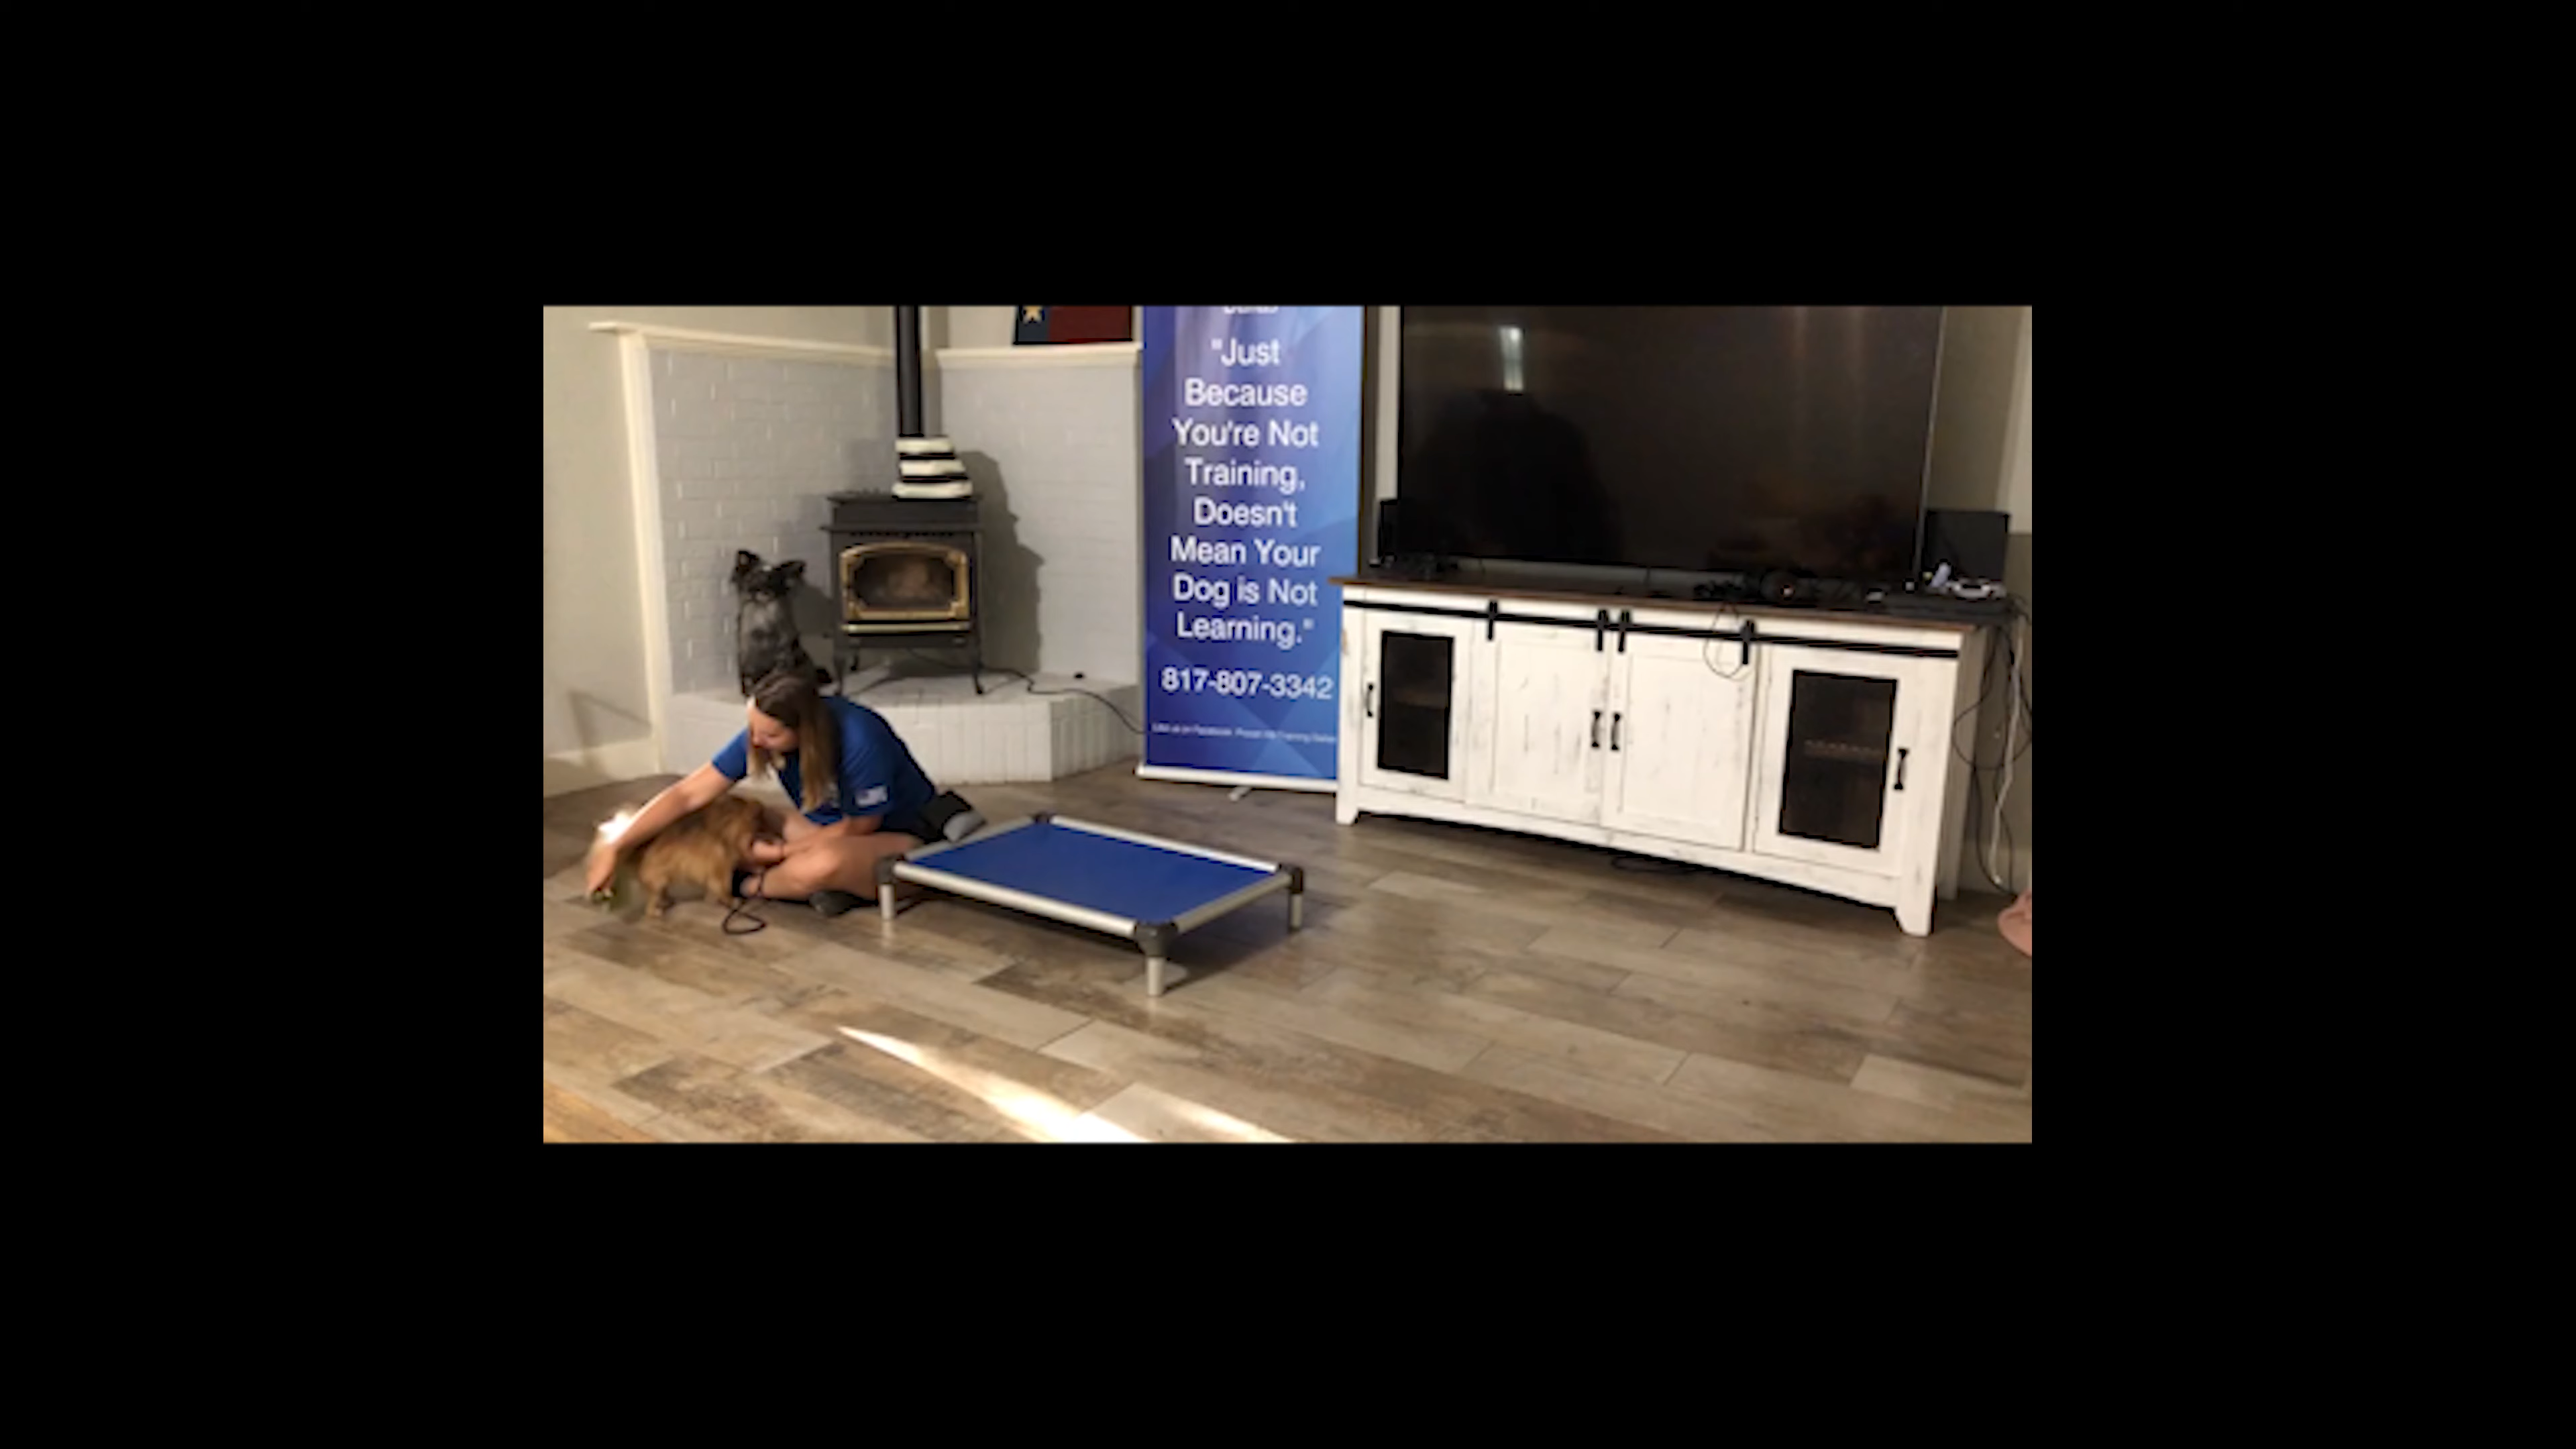 "Just
Because
You're Not
Training,
Doesn't
Mean Your
Dog is Not
Learning."
817-807-3342